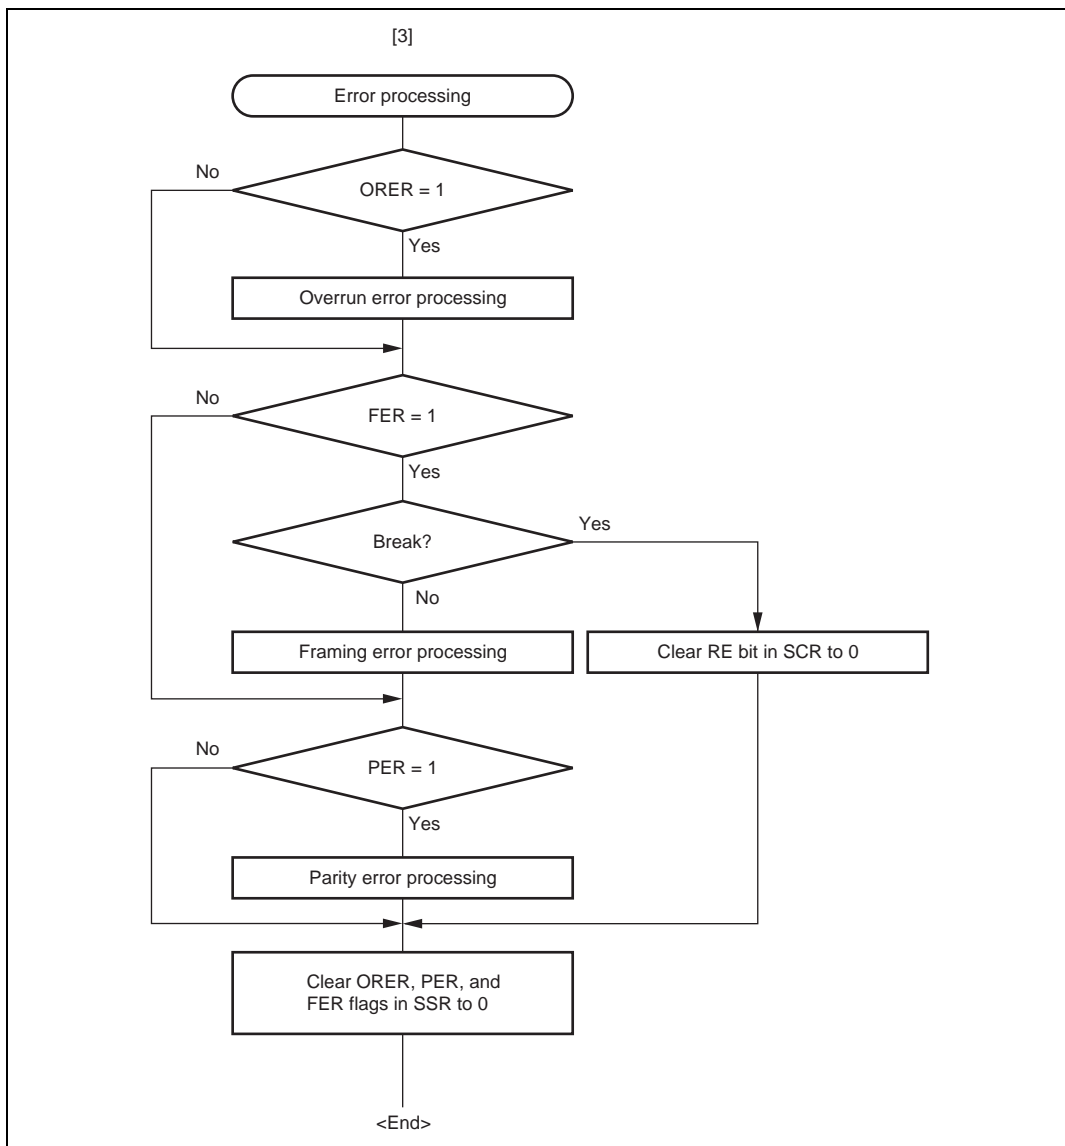 [3]
Error processing
No
ORER = 1
Yes
Overrun error processing
No
FER = 1
Yes
Break?
Yes
No
Framing error processing
Clear RE bit in SCR to 0
No
PER = 1
Yes
Parity error processing
Clear ORER, PER, and
FER flags in SSR to 0
<End>